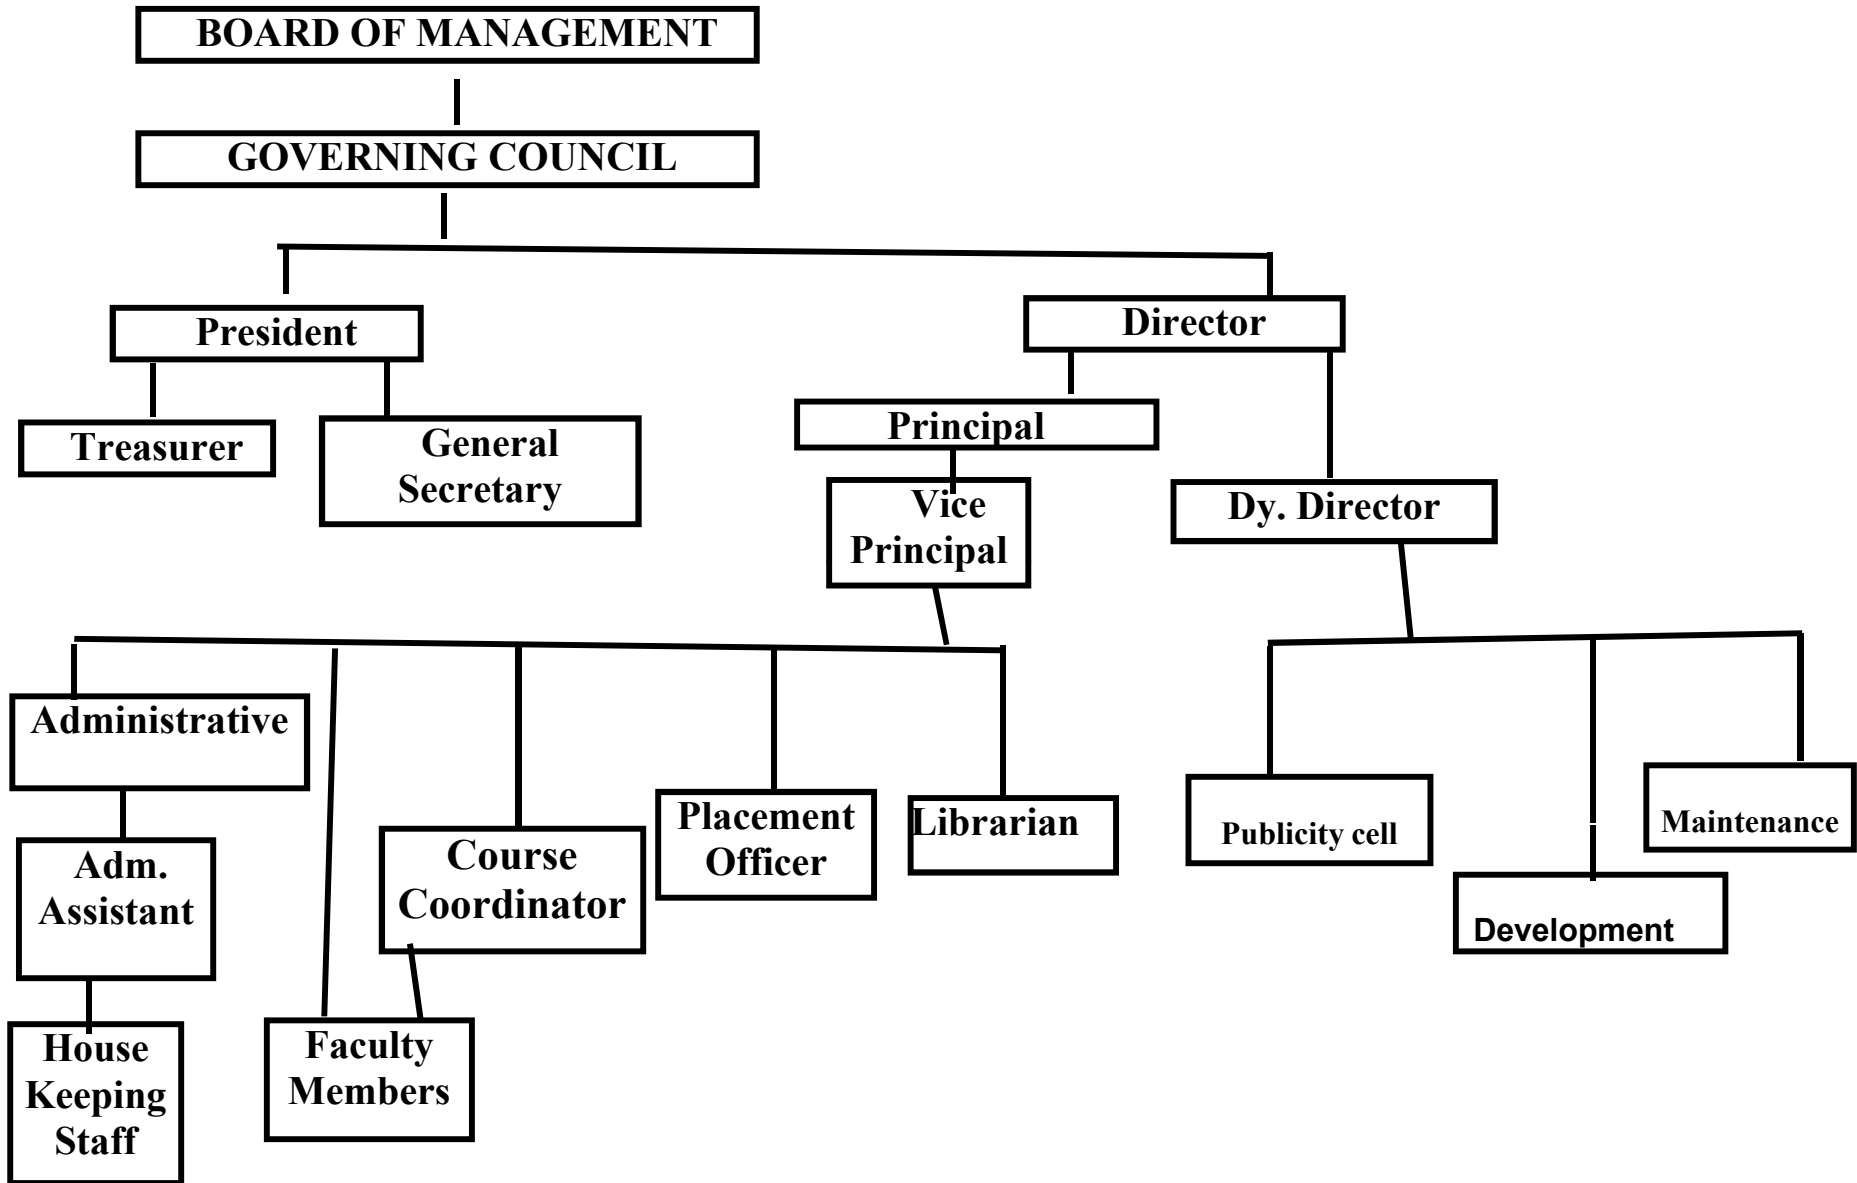 BOARD OF MANAGEMENT
GOVERNING COUNCIL
President
Director
Treasurer
General
Secretary
Principal
Vice
Principal
Dy. Director
Administrative
Adm.
Assistant
House
Keeping
Staff
Faculty
Members
Course
Coordinator
Placement
Officer
Librarian
Publicity cell
Development
Maintenance